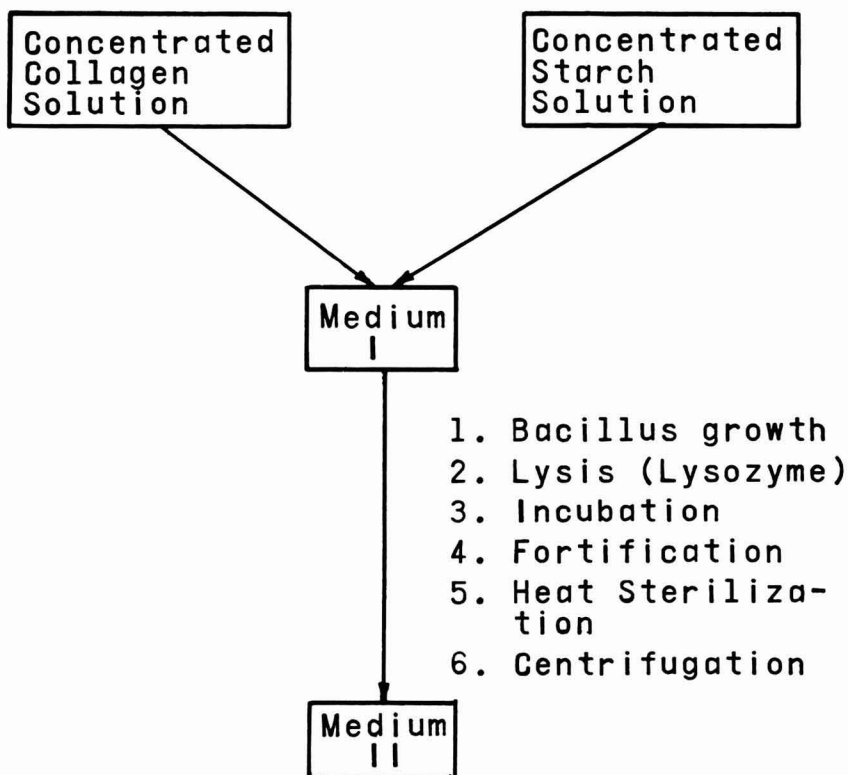 Concentrated
Collagen
Solution
Concentrated
Starch
Solution
Medium
I
1. Bacillus growth
2. Lysis (Lysozyme)
3. Incubation
4. Fortification
5. Heat Steriliza-
tion
6. Centrifugation
Medium
II